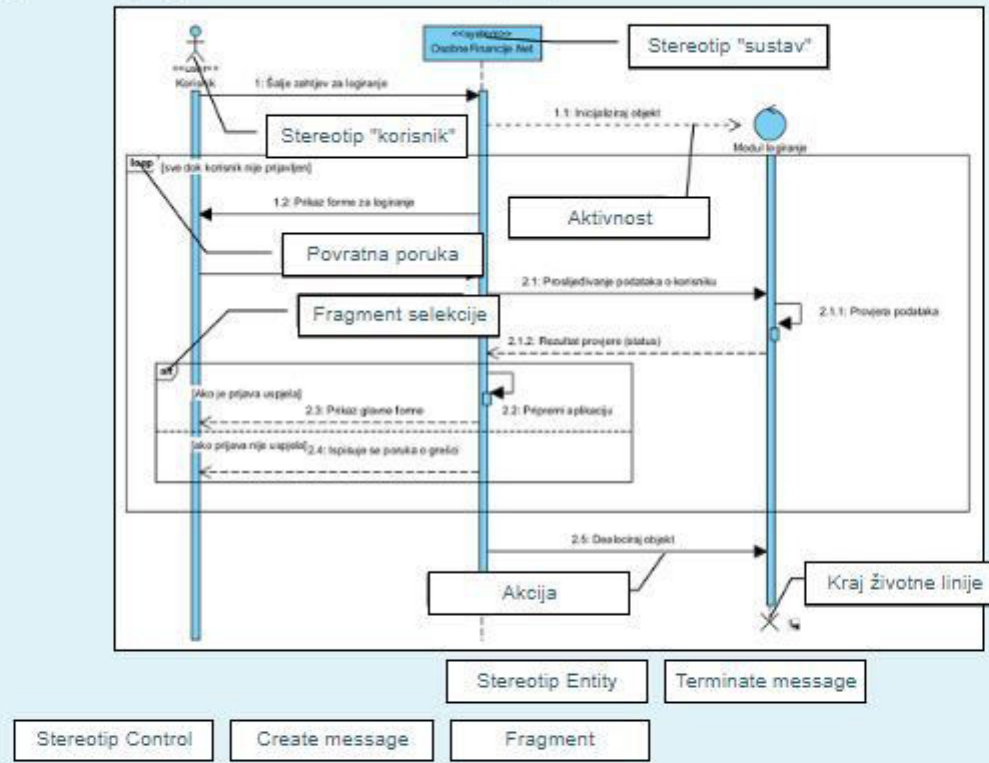 <<system>>
OsobneFinancije.Net
Stereotip "sustav"
Korisnik
1: Šalje zahtjev za logiranje
1.1: Inicijaliziraj objekt
Stereotip "korisnik"
Modul logiranje
loop
[sve dok korisnik nije prijavljen]
1.2: Prikaz forme za logiranje
Aktivnost
Povratna poruka
2.1: Proslijeđivanje podataka o korisniku
Fragment selekcije
2.1.1: Provjera podataka
2.1.2: Rezultat provjere (status)
alt
[Ako je prijava uspjela]
2.3: Prikaz glavne forme
2.2: Pripremi aplikaciju
[ako prijava nije uspjela]
2.4: Ispisuje se poruka o grešci
2.5: Dealociraj objekt
Akcija
Kraj životne linije
Stereotip Entity
Terminate message
Stereotip Control
Create message
Fragment